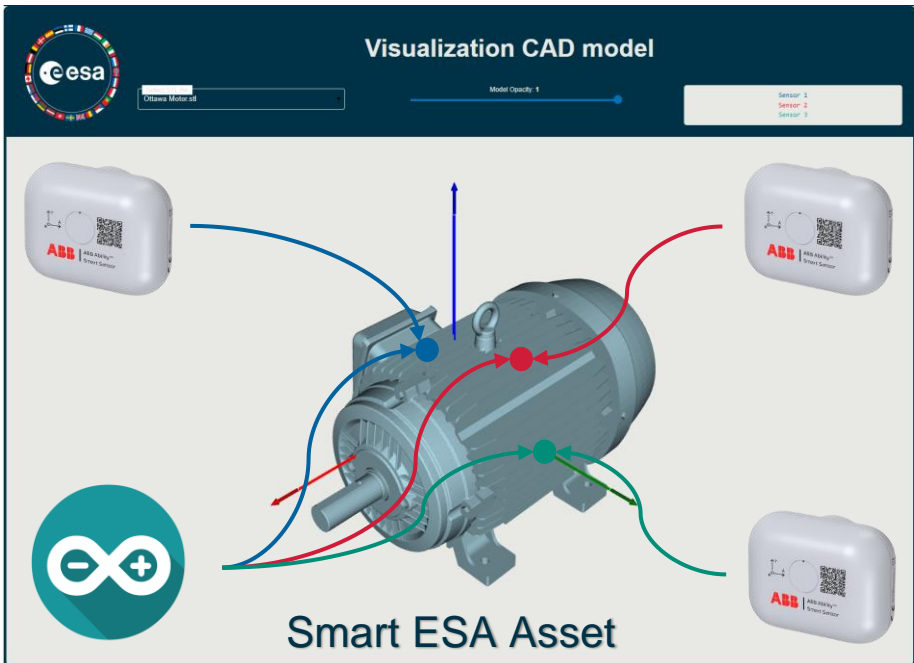 esa
Visualization CAD model
Ottawa Motor.stl
Model Opacity: 1
Sensor 1
Sensor 2
Sensor 3
ABB
ABB Ability™
Smart Sensor
ABB
ABB Ability™
Smart Sensor
ABB
ABB Ability™
Smart Sensor
Smart ESA Asset